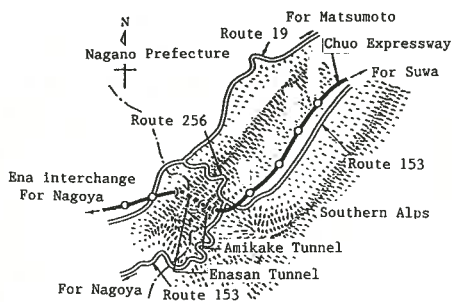 For Matsumoto
N
Route 19
Nagano Prefecture
Chuo Expressway
For Suwa
Route 256
Route 153
Ena interchange
For Nagoya
Southern Alps
Amikake Tunnel
Enasan Tunnel
For Nagoya
Route 153